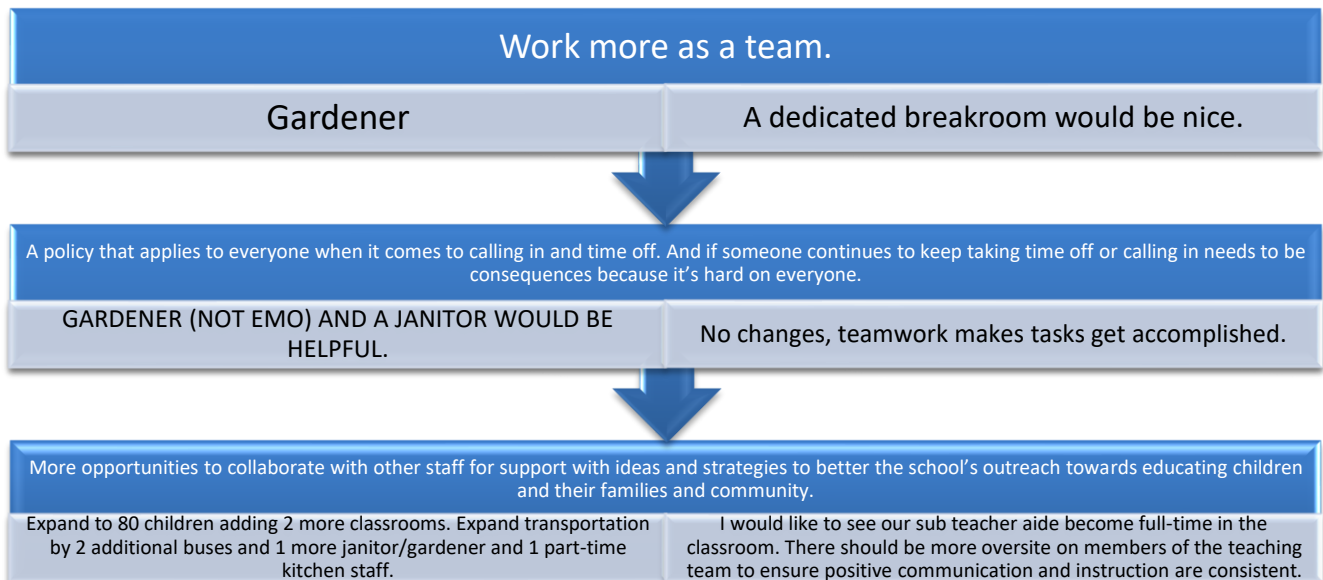 Work more as a team.
Gardener
A dedicated breakroom would be nice.
A policy that applies to everyone when it comes to calling in and time off. And if someone continues to keep taking time off or calling in needs to be
consequences because it's hard on everyone.
GARDENER (NOT EMO) AND A JANITOR WOULD BE
HELPFUL.
No changes, teamwork makes tasks get accomplished.
More opportunities to collaborate with other staff for support with ideas and strategies to better the school's outreach towards educating children
and their families and community.
Expand to 80 children adding 2 more classrooms. Expand transportation
by 2 additional buses and 1 more janitor/gardener and 1 part-time
kitchen staff.
I would like to see our sub teacher aide become full-time in the
classroom. There should be more oversite on members of the teaching
team to ensure positive communication and instruction are consistent.